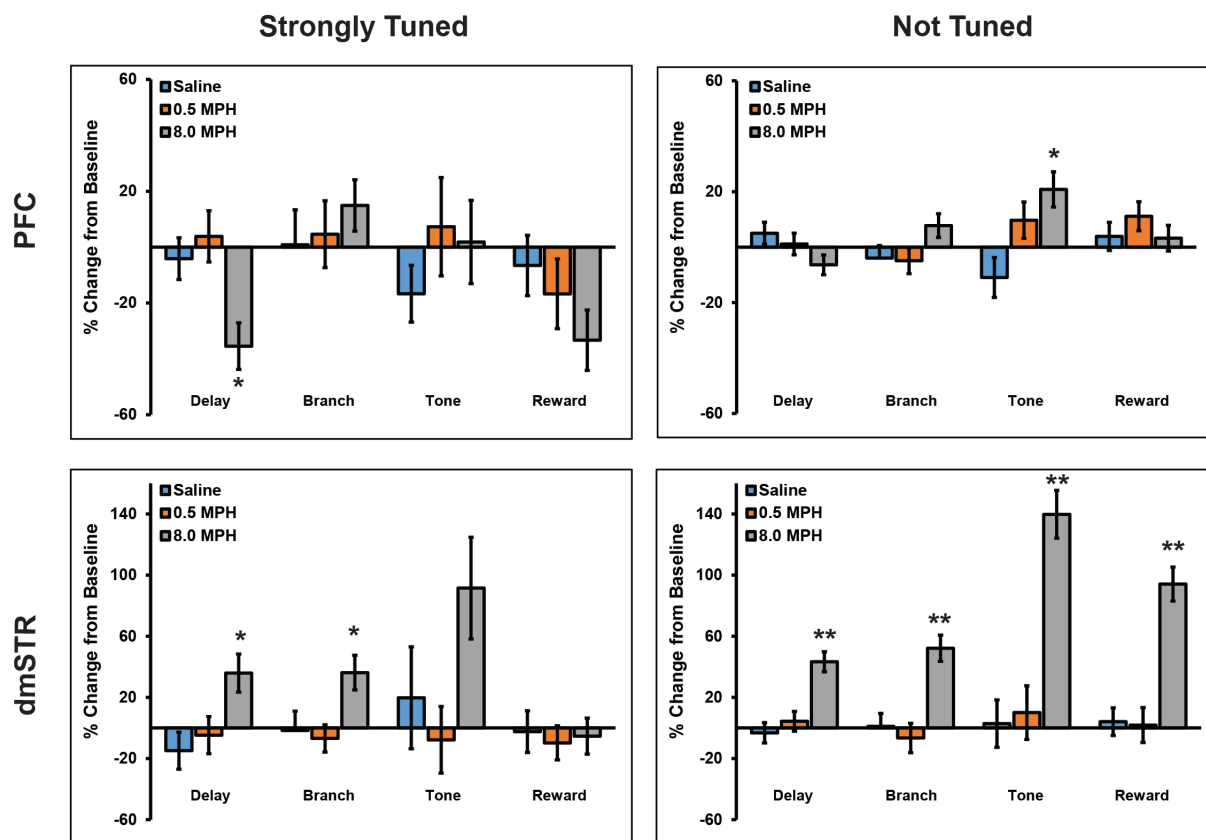 Strongly Tuned
Not Tuned
PFC
% Change from Baseline
60
20
-20
-60
Saline
0.5 MPH
8.0 MPH
*
Delay Branch Tone Reward
% Change from Baseline
60
20
-20
-60
Saline
0.5 MPH
8.0 MPH
*
Delay Branch Tone Reward
dmSTR
% Change from Baseline
140
100
60
20
-20
-60
Saline
0.5 MPH
8.0 MPH
* *
Delay Branch Tone Reward
% Change from Baseline
140
100
60
20
-20
-60
Saline
0.5 MPH
8.0 MPH
** ** ** **
Delay Branch Tone Reward